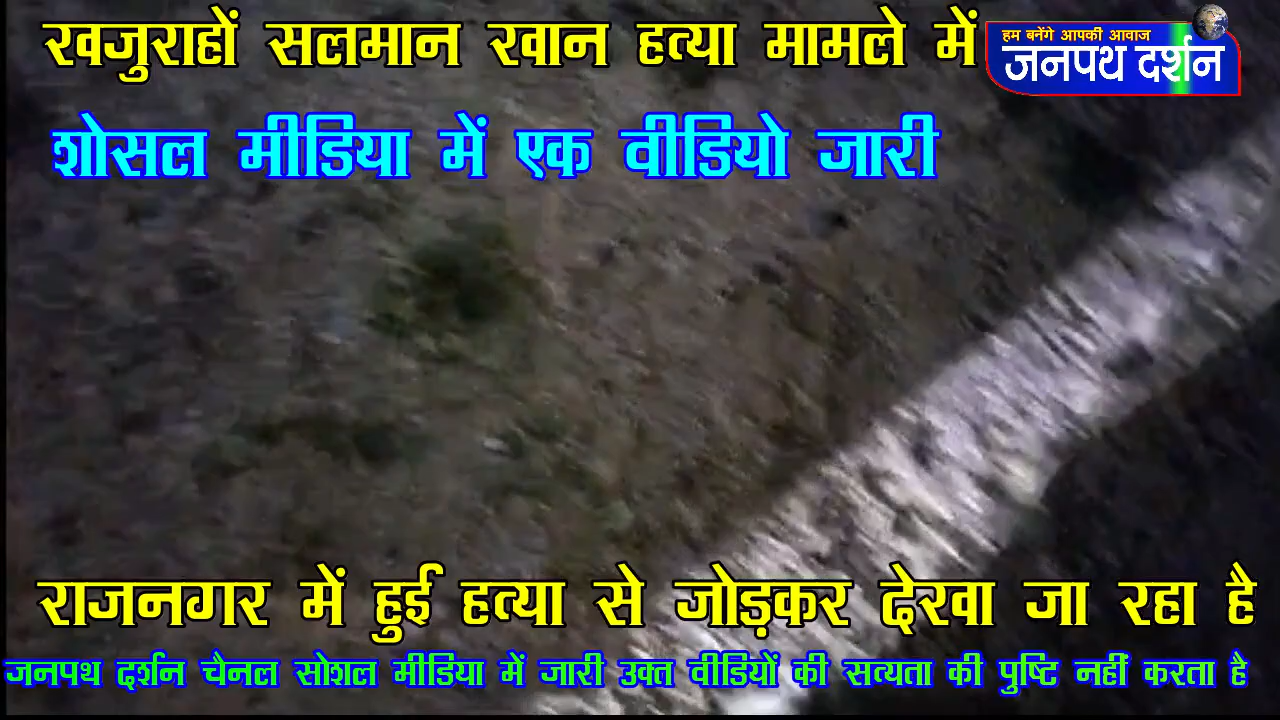 खजुराहों सलमान खान हत्या मामले में
हम बनेंगे आपकी आवाज
जनपथ दर्शन
शोसल मीडिया में एक वीडियो जारी
राजनगर में हुई हत्या से जोड़कर देखा जा रहा है
जनपथ दर्शन चैनल सोशल मीडिया में जारी उक्त वीडियों की सत्यता की पुष्टि नहीं करता है